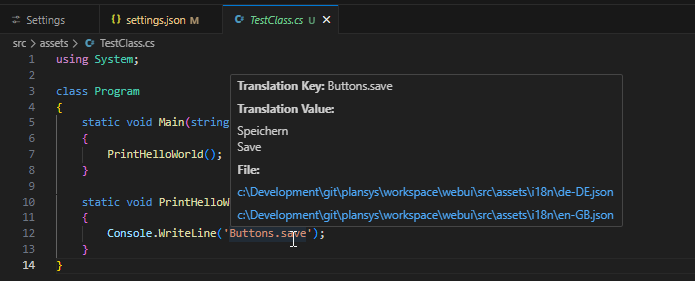 Settings
settings.json M
TestClass.cs U
src > assets > TestClass.cs
1 using System;
2
3 class Program
4 {
5 static void Main(string
6 {
7 PrintHelloWorld();
8 }
9
10 static void PrintHelloW
11 {
12 Console.WriteLine('Buttons.save');
13 }
14 }
Translation Key: Buttons.save
Translation Value:
Speichern
Save
File:
c:\Development\git\plansys\workspace\webui\src\assets\i18n\de-DE.json
c:\Development\git\plansys\workspace\webui\src\assets\i18n\en-GB.json